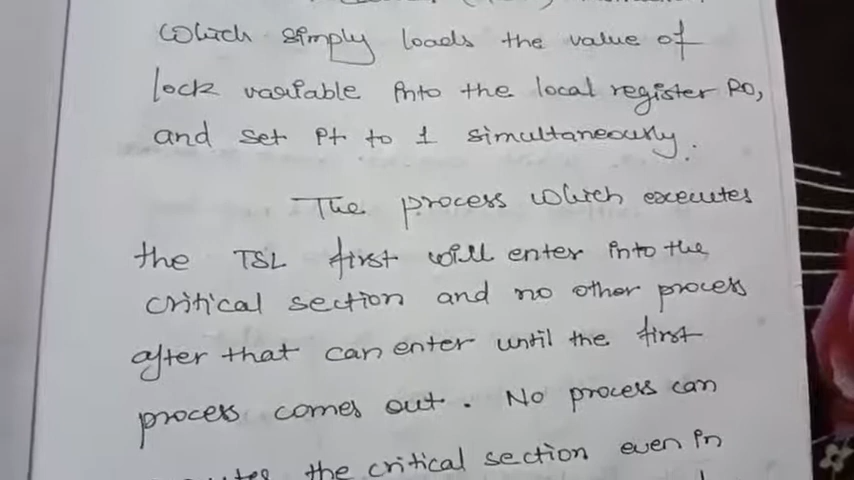 which simply loads the value of
lock variable into the local register R0,
and set it to 1 simultaneously.
The process which executes
the TSL first will enter into the
critical section and no other process
after that can enter until the first
process comes out. No process can
the critical section even in